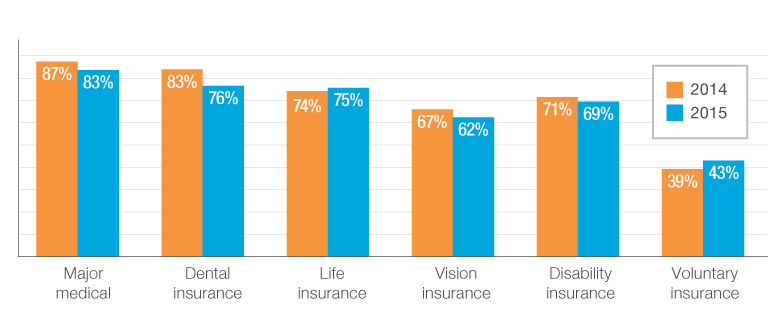 87%
83%
83%
76%
74%
75%
67%
62%
71%
69%
39%
43%
2014
2015
Major
medical
Dental
insurance
Life
insurance
Vision
insurance
Disability
insurance
Voluntary
insurance